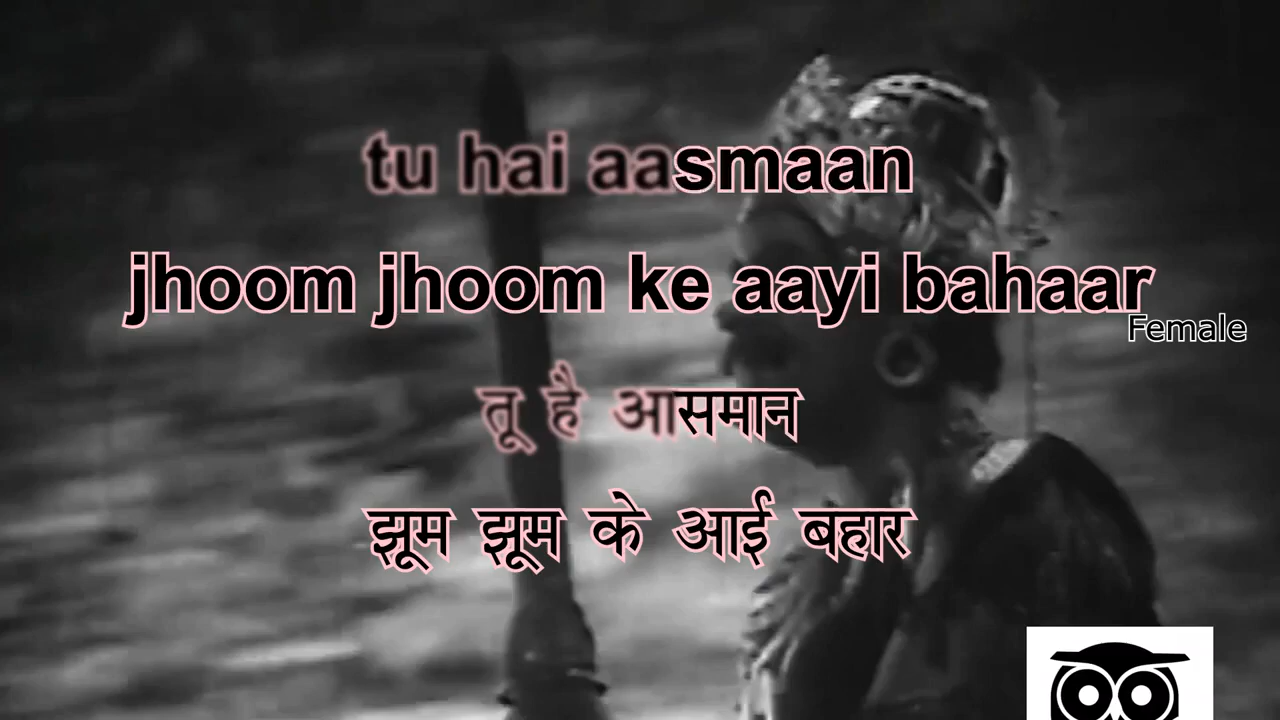 tu hai aasmaan
jhoom jhoom ke aayi bahaar
Female
तू है आसमान
झूम झूम के आई बहार